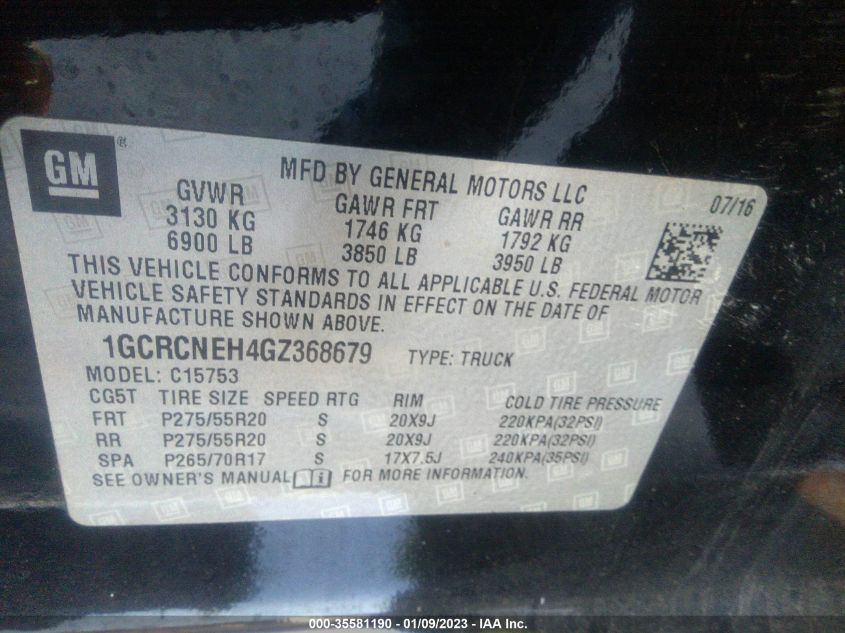 GM ®
MFD BY GENERAL MOTORS LLC
07/16
GVWR GAWR FRT GAWR RR
3130 KG 1746 KG 1792 KG
6900 LB 3850 LB 3950 LB
THIS VEHICLE CONFORMS TO ALL APPLICABLE U.S. FEDERAL MOTOR
VEHICLE SAFETY STANDARDS IN EFFECT ON THE DATE OF
MANUFACTURE SHOWN ABOVE.
1GCRCNEH4GZ368679 TYPE: TRUCK
MODEL: C15753
CG5T TIRE SIZE SPEED RTG RIM COLD TIRE PRESSURE
FRT P275/55R20 S 20X9J 220KPA(32PSI)
RR P275/55R20 S 20X9J 220KPA(32PSI)
SPA P265/70R17 S 17X7.5J 240KPA(35PSI)
SEE OWNER'S MANUAL i FOR MORE INFORMATION.
000-35581190 - 01/09/2023 - IAA Inc.